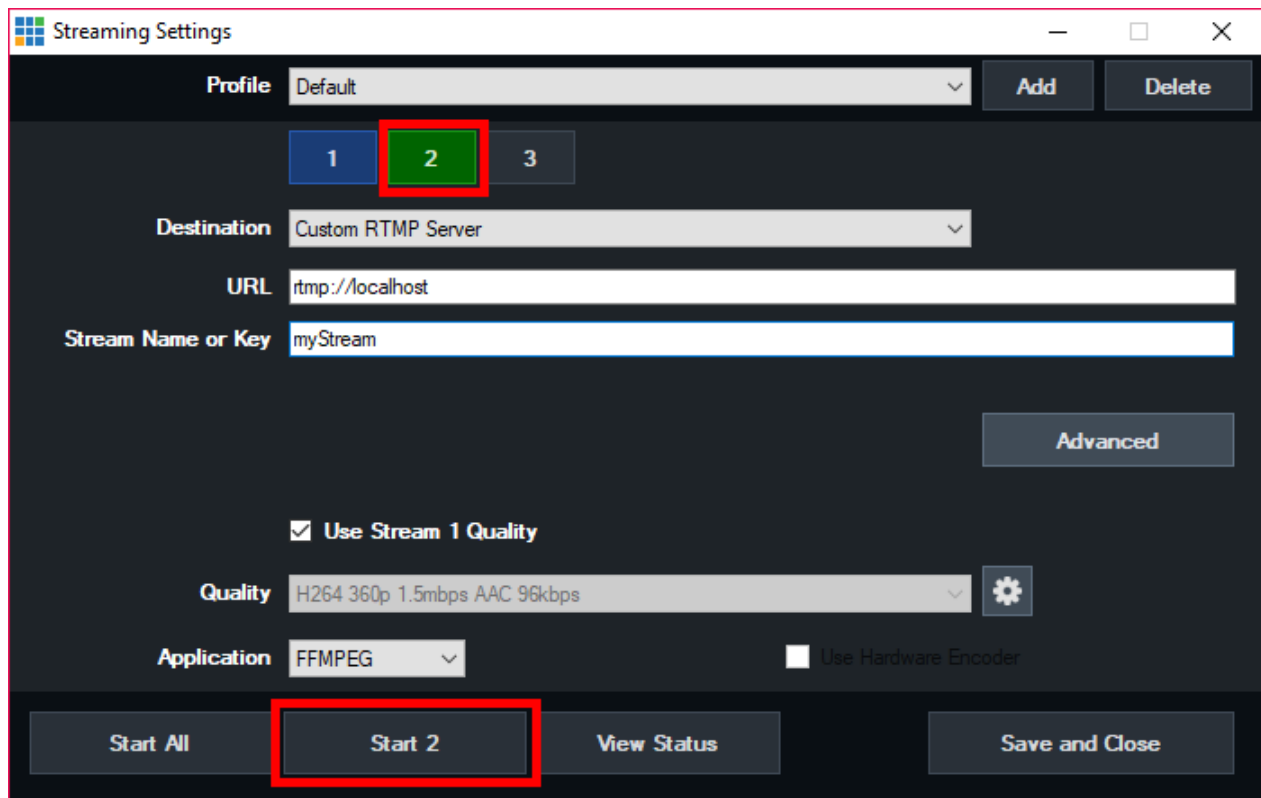 Streaming Settings
Profile Default Add Delete
1 2 3
Destination Custom RTMP Server
URL rtmp://localhost
Stream Name or Key myStream
Advanced
Use Stream 1 Quality
Quality H264 360p 1.5mbps AAC 96kbps
Application FFMPEG Use Hardware Encoder
Start All Start 2 View Status Save and Close